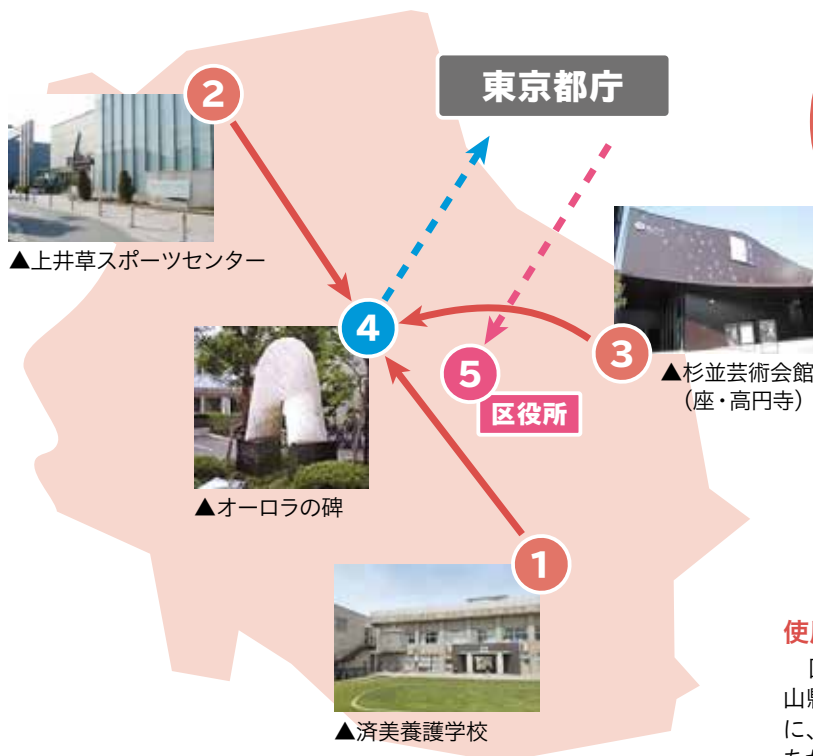 東京都庁
2
▲上井草スポーツセンター
4
3
▲杉並芸術会館
(座・高円寺)
5
区役所
▲オーロラの碑
1
▲済美養護学校
山県
に、